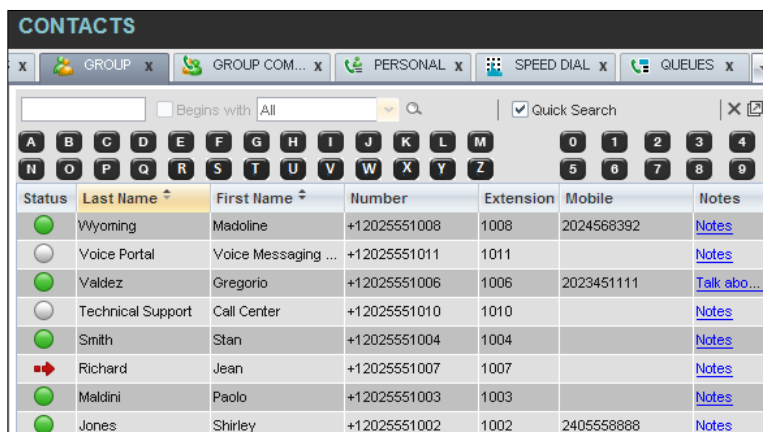 CONTACTS
x GROUP x GROUP COM... x PERSONAL x SPEED DIAL x QUEUES x
Begins with All Quick Search
A B C D E F G H I J K L M 0 1 2 3 4
N O P Q R S T U V W X Y Z 5 6 7 8 9
Status Last Name First Name Number Extension Mobile Notes
Wyoming Madoline +12025551008 1008 2024568392 Notes
Voice Portal Voice Messaging ... +12025551011 1011 Notes
Valdez Gregorio +12025551006 1006 2023451111 Talk abo...
Technical Support Call Center +12025551010 1010 Notes
Smith Stan +12025551004 1004 Notes
Richard Jean +12025551007 1007 Notes
Maldini Paolo +12025551003 1003 Notes
Jones Shirley +12025551002 1002 2405558888 Notes